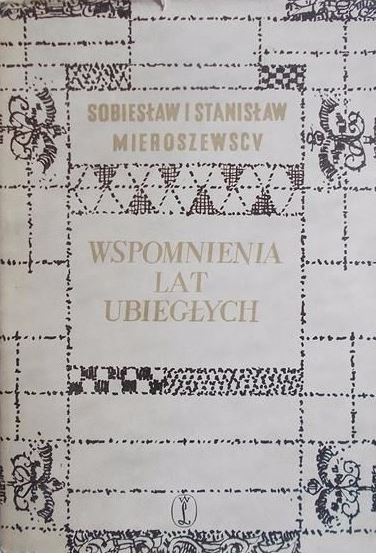 SOBIESŁAW I STANISŁAW
MIEROSZEWSCY
WSPOMNIENIA
LAT
UBIEGŁYCH